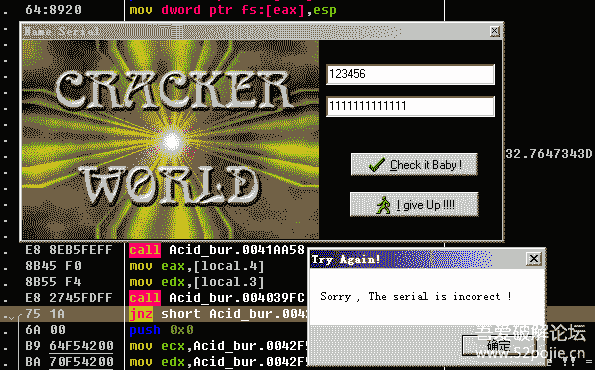 64:8920 mov dword ptr fs:[eax],esp
Name Serial
CRACKER
WORLD
123456
1111111111111
Check it Baby !
I give Up !!!!
32.7647343D
E8 8EB5FEFF call Acid_bur.0041AA58
8B45 F0 mov eax,[local.4]
8B55 F4 mov edx,[local.3]
E8 2745FDFF call Acid_bur.004039FC
75 1A jnz short Acid_bur.004
6A 00 push 0x0
B9 64F54200 mov ecx,Acid_bur.0042F5
BA 70F54200 mov edx,Acid_bur.0042F5
Try Again!
Sorry , The serial is incorect !
确定
吾爱破解论坛
www.52pojie.cn